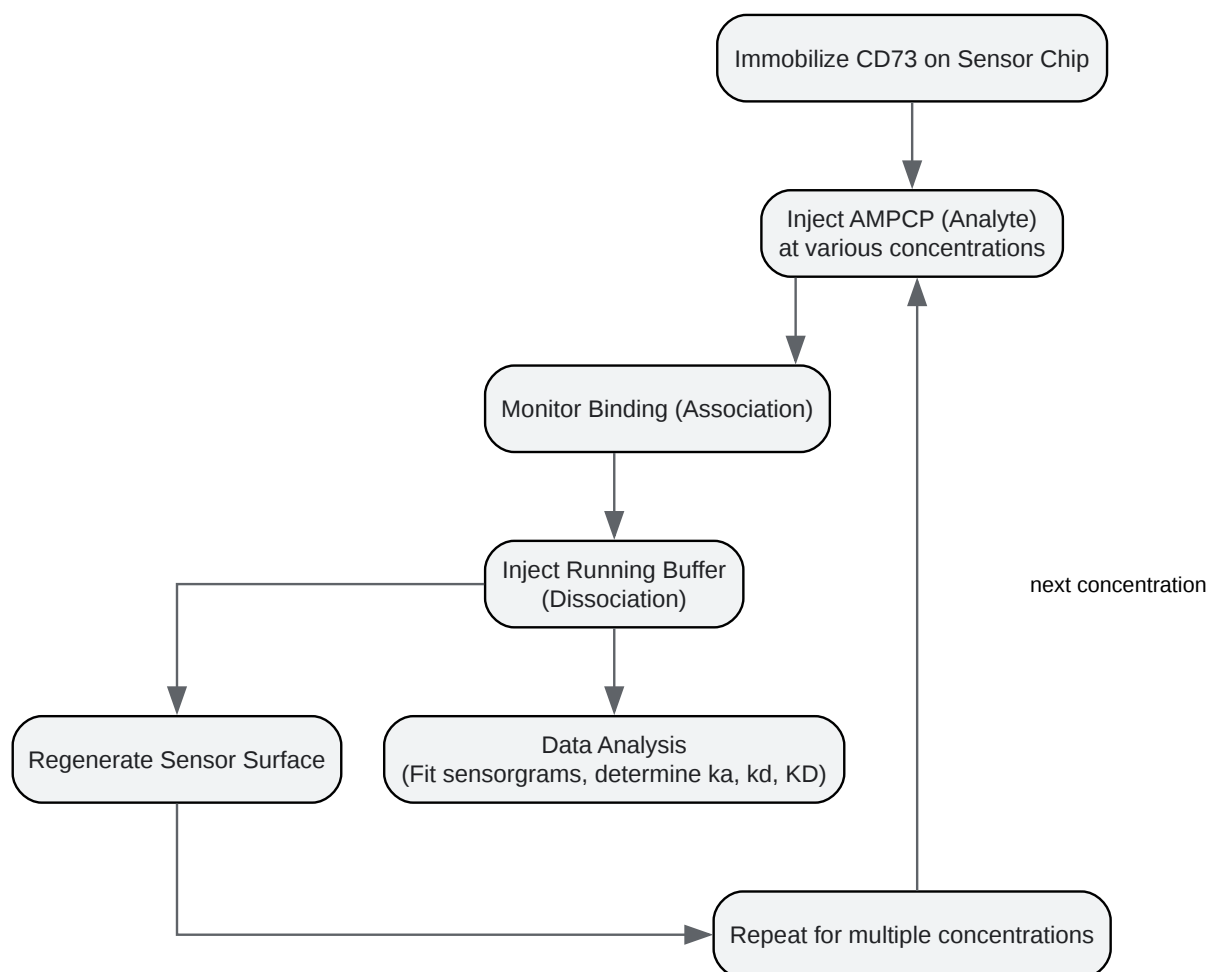 Immobilize CD73 on Sensor Chip
Inject AMPCP (Analyte)
at various concentrations
Monitor Binding (Association)
Inject Running Buffer
(Dissociation)
next concentration
Regenerate Sensor Surface
Data Analysis
(Fit sensorgrams, determine ka, kd, KD)
Repeat for multiple concentrations